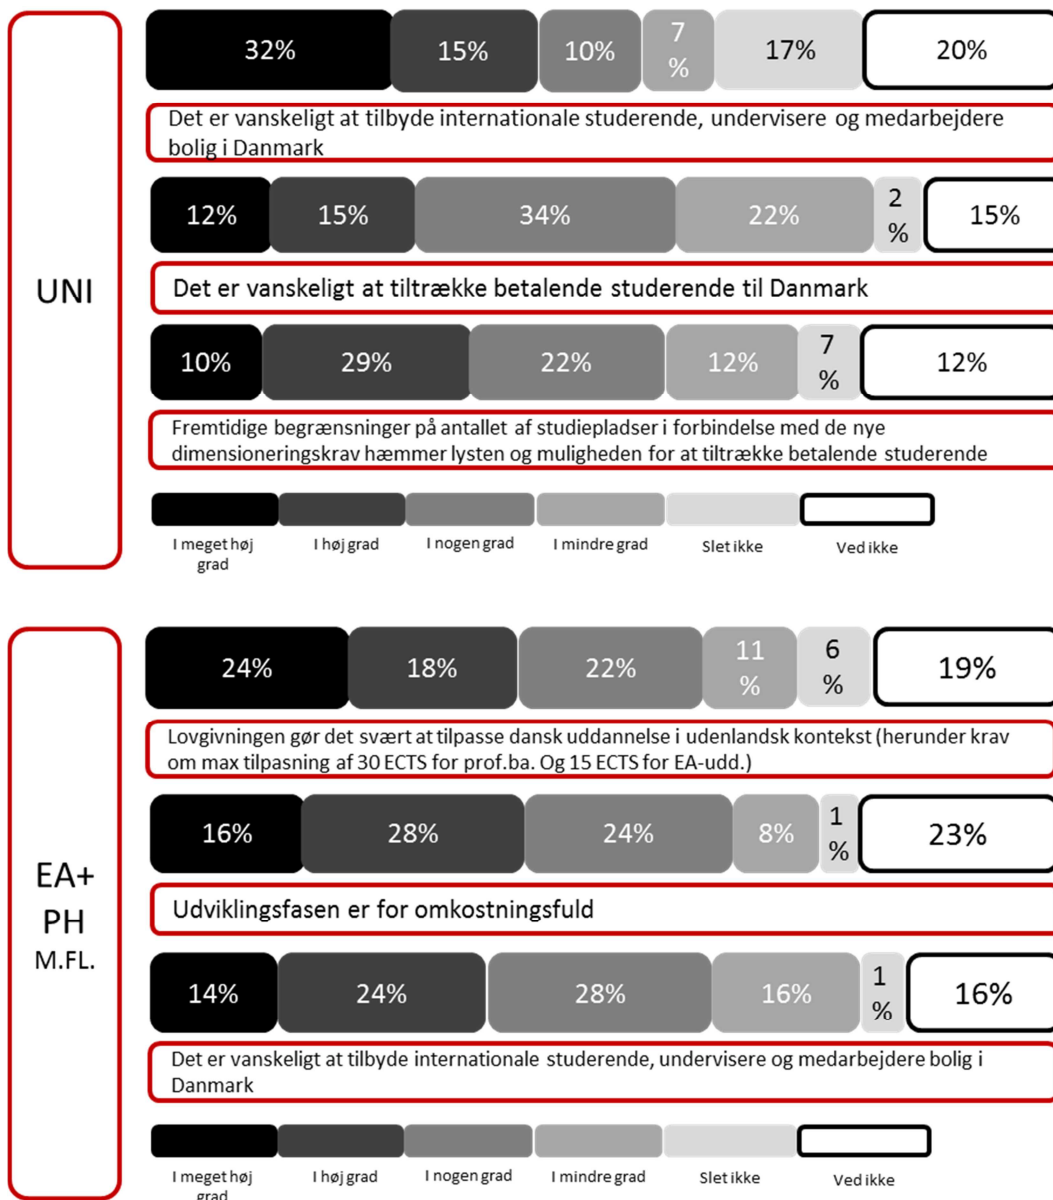 UNI
32% 15% 10% 7 % 17% 20%
Det er vanskeligt at tilbyde internationale studerende, undervisere og medarbejdere
bolig i Danmark
12% 15% 34% 22% 2 % 15%
Det er vanskeligt at tiltrække betalende studerende til Danmark
10% 29% 22% 12% 7 % 12%
Fremtidige begrænsninger på antallet af studiepladser i forbindelse med de nye
dimensioneringskrav hæmmer lysten og muligheden for at tiltrække betalende studerende
I meget høj
grad
I høj grad
I nogen grad
I mindre grad
Slet ikke
Ved ikke
EA+
PH
M.FL.
24% 18% 22% 11 % 6 % 19%
Lovgivningen gør det svært at tilpasse dansk uddannelse i udenlandsk kontekst (herunder krav
om max tilpasning af 30 ECTS for prof.ba. Og 15 ECTS for EA-udd.)
16% 28% 24% 8% 1 % 23%
Udviklingsfasen er for omkostningsfuld
14% 24% 28% 16% 1 % 16%
Det er vanskeligt at tilbyde internationale studerende, undervisere og medarbejdere bolig i
Danmark
I meget høj
grad
I høj grad
I nogen grad
I mindre grad
Slet ikke
Ved ikke